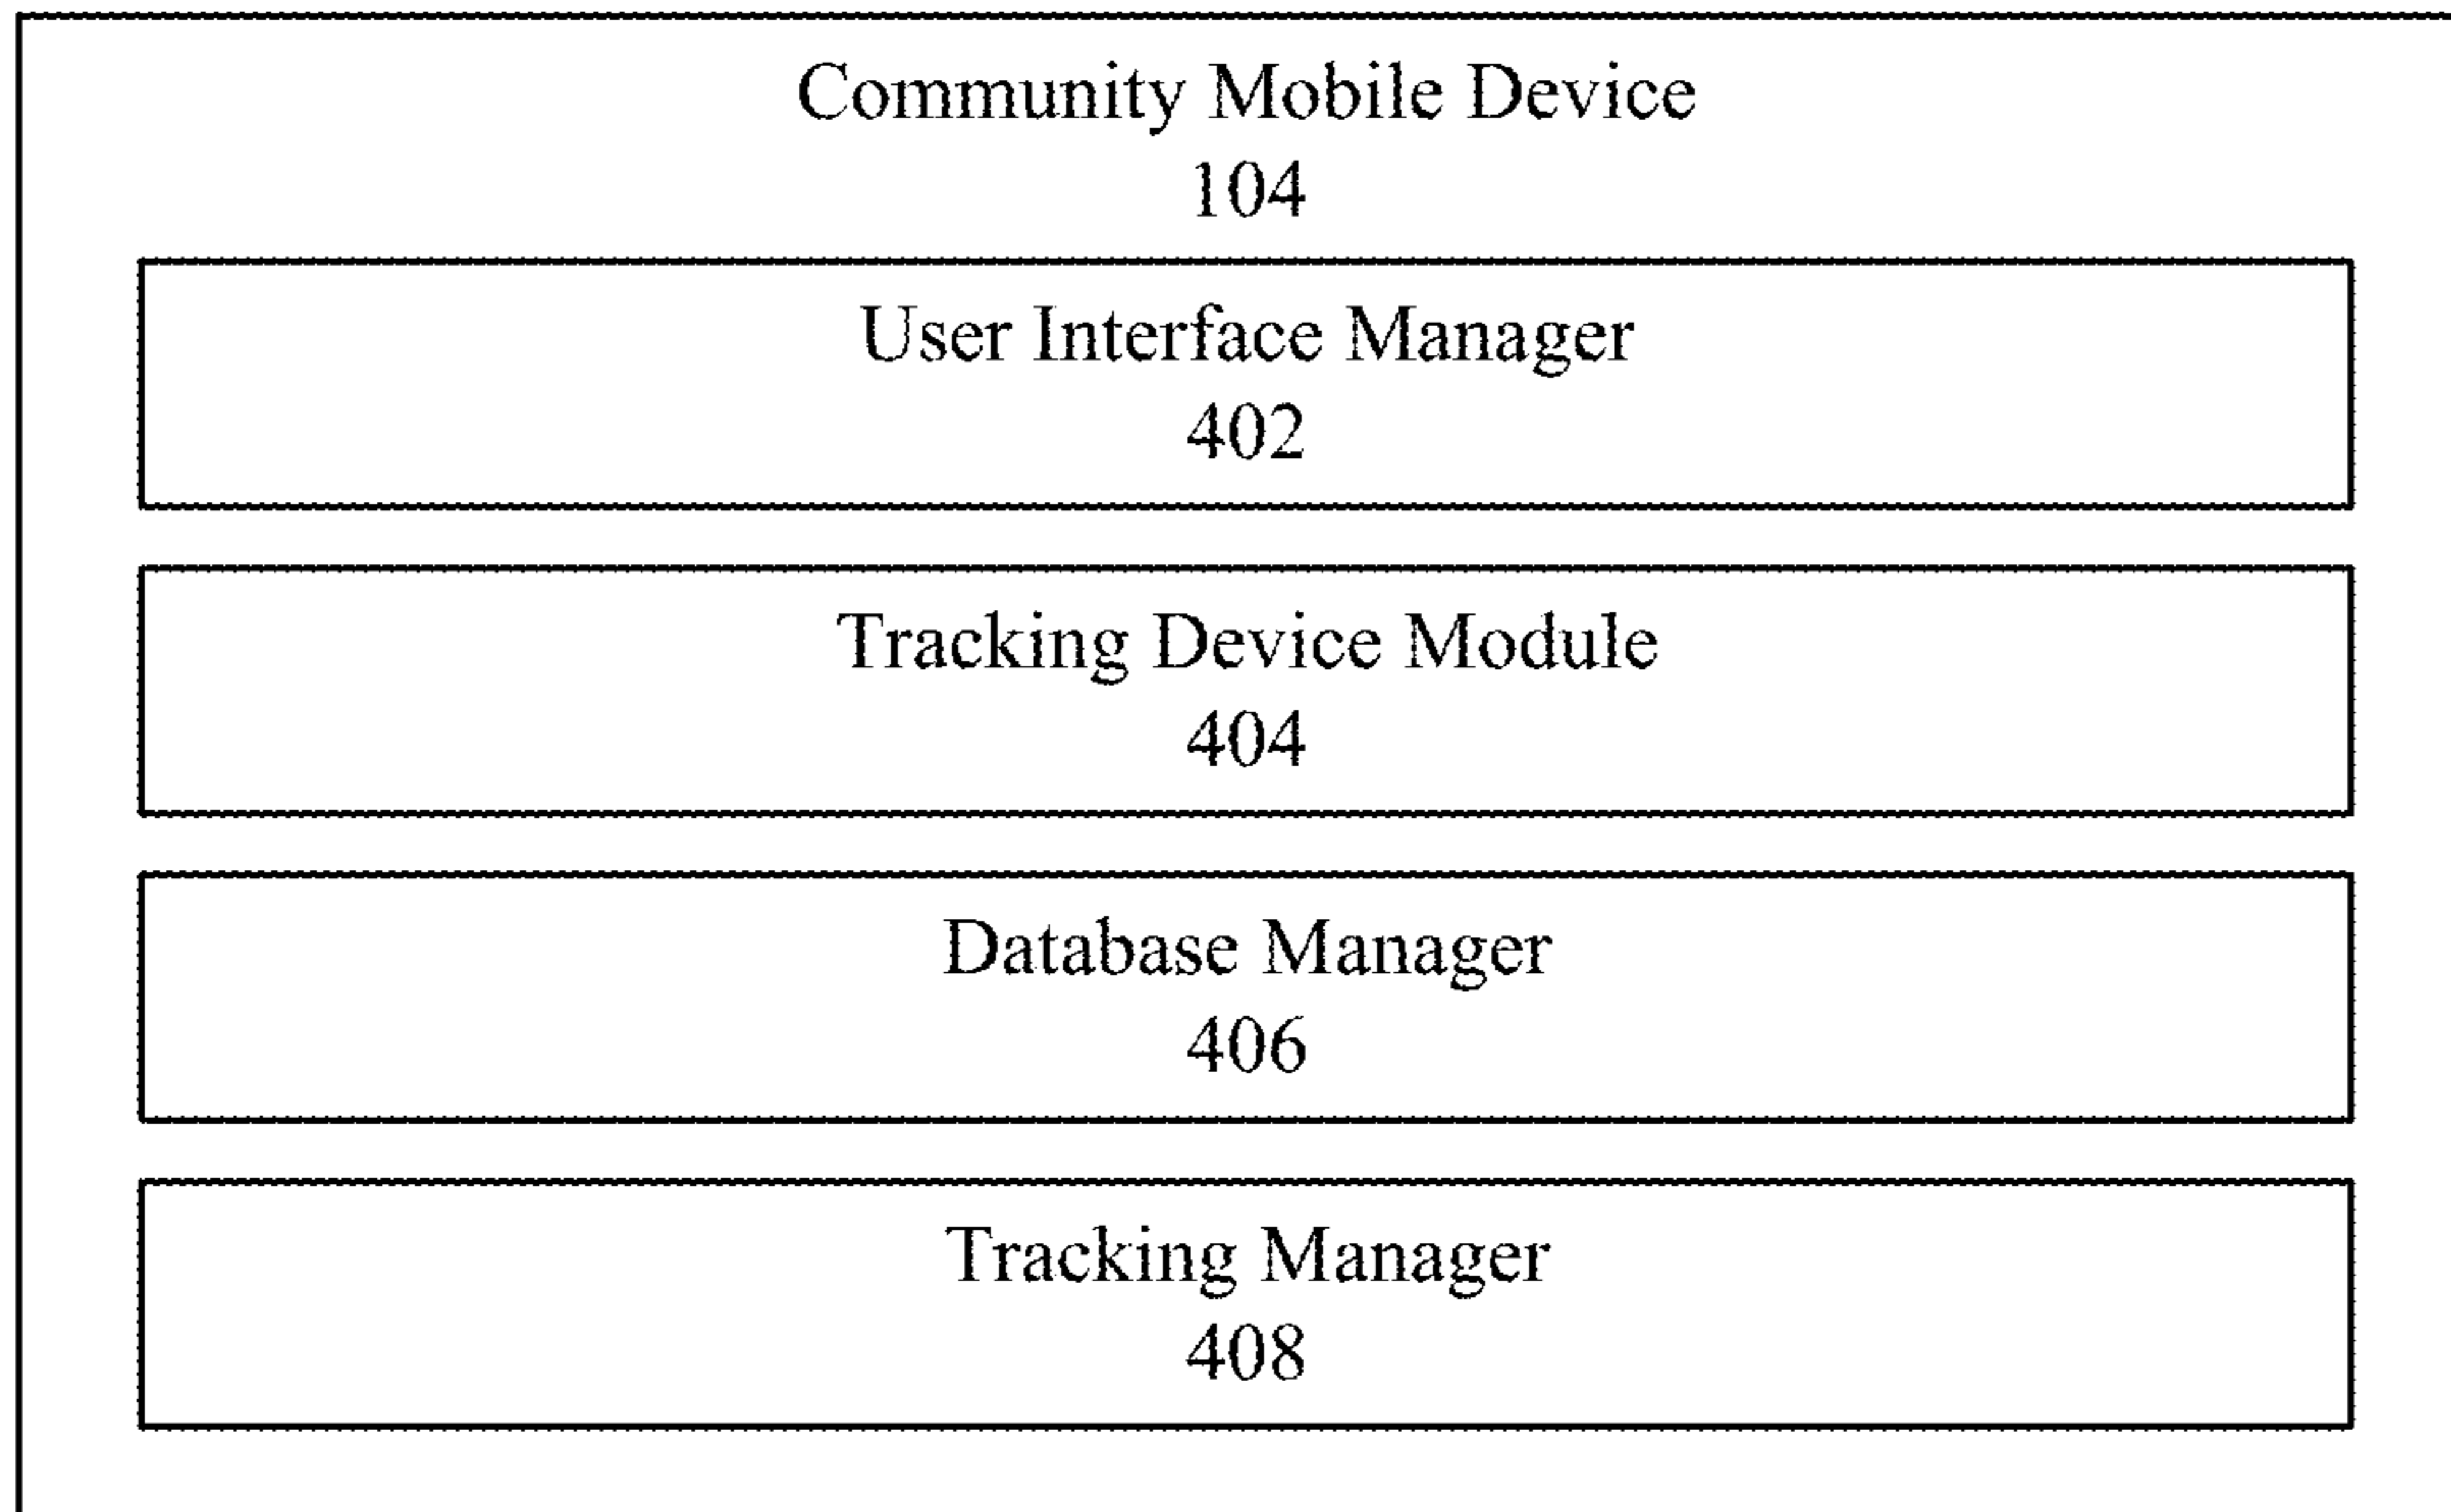 Community Mobile Device
104
User Interface Manager
402
Tracking Device Module
404
Database Manager
406
Tracking Manager
408